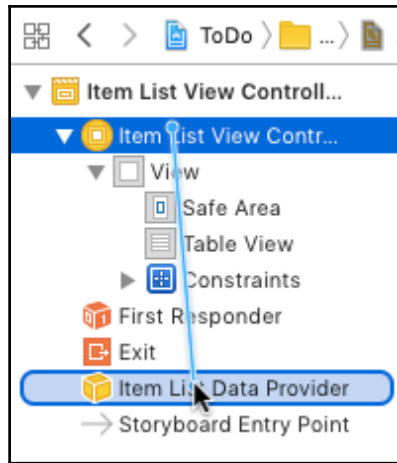 ToDo ...
Item List View Controll...
Item List View Contr...
View
Safe Area
Table View
Constraints
First Responder
Exit
Item List Data Provider
Storyboard Entry Point